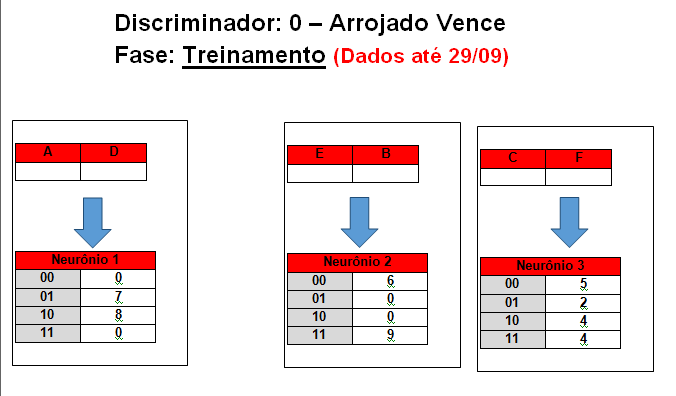 Discriminador: 0 – Arrojado Vence
Fase: Treinamento (Dados até 29/09)
A D
Neurônio 1
00 0
01 7
10 8
11 0
E B
Neurônio 2
00 6
01 0
10 0
11 9
C F
Neurônio 3
00 5
01 2
10 4
11 4